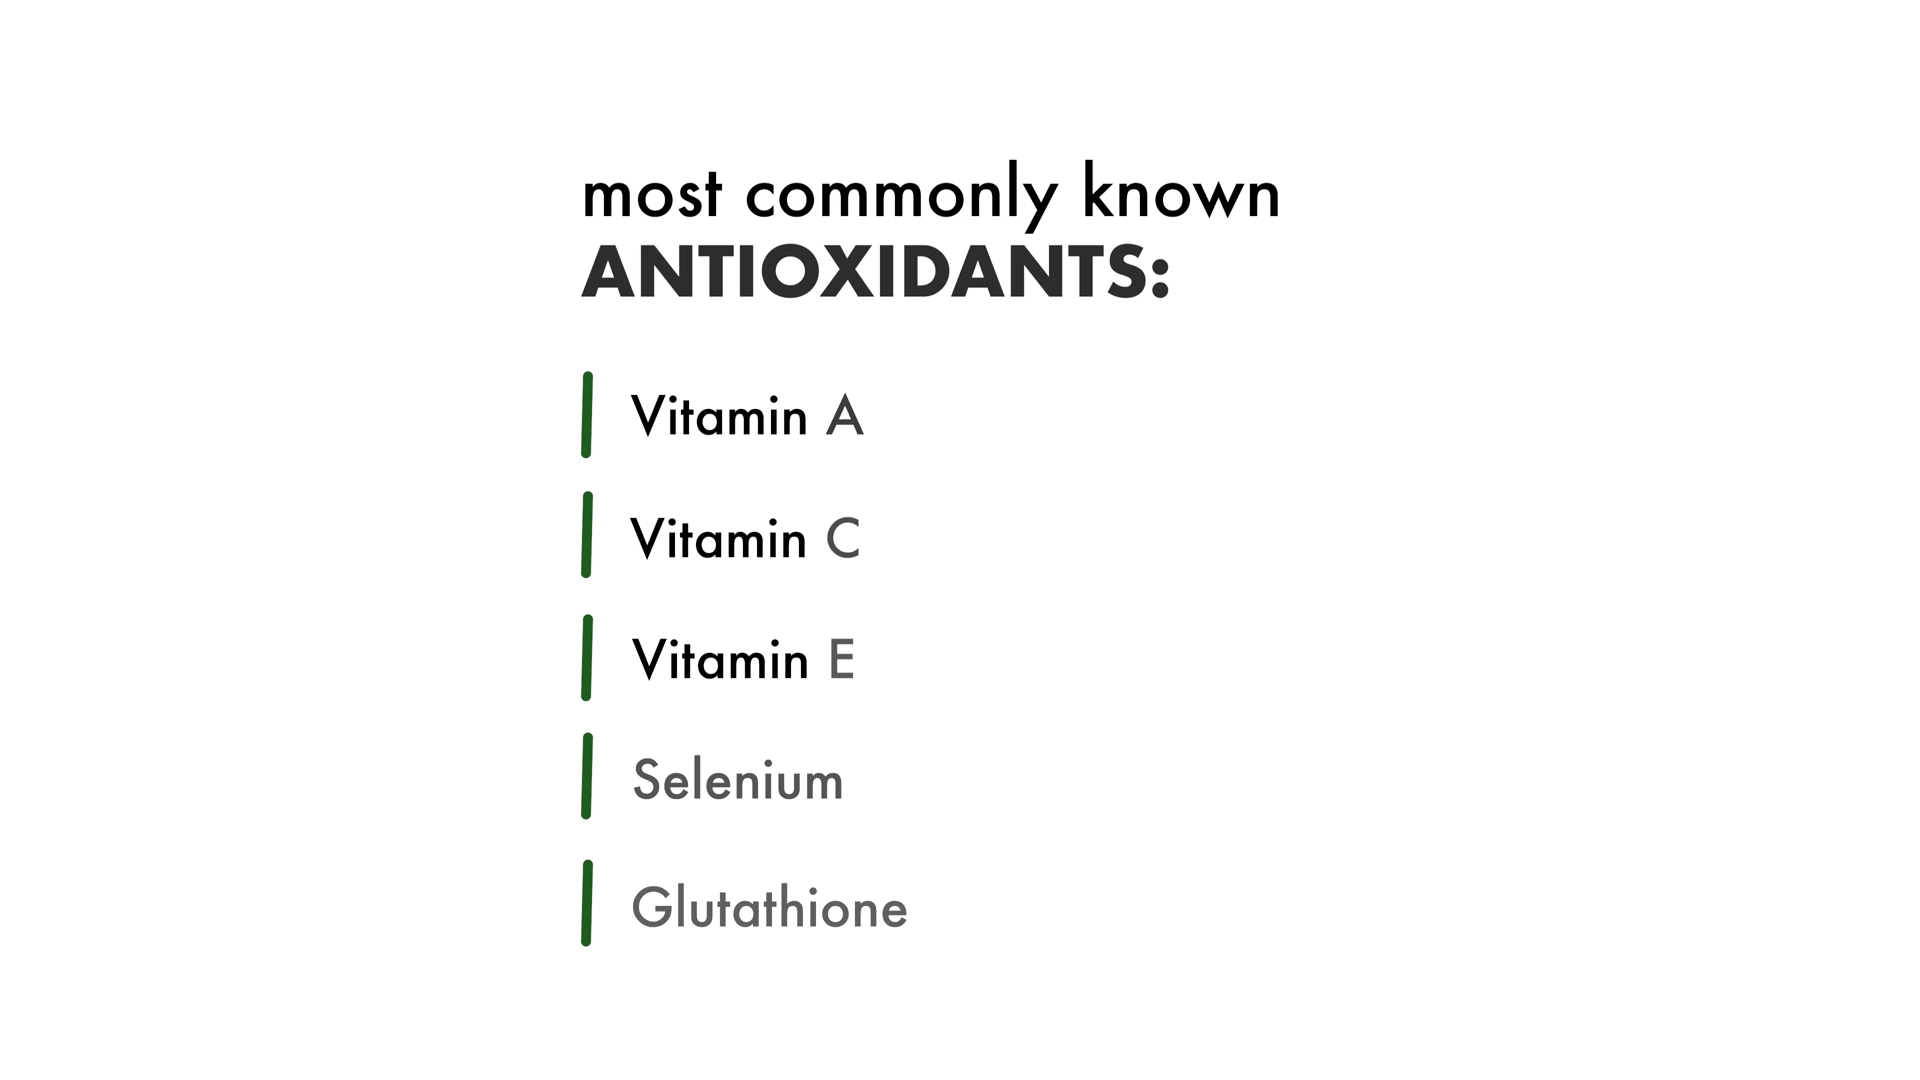 most commonly known
ANTIOXIDANTS:
Vitamin A
Vitamin C
Vitamin E
Selenium
Glutathione